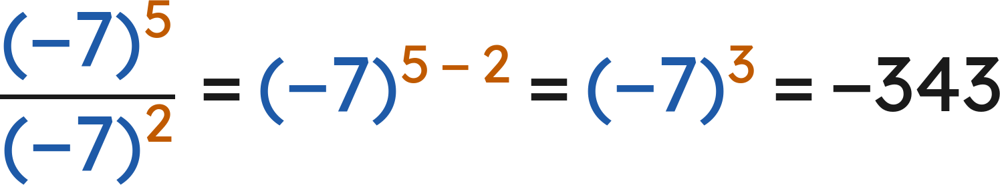 (−7)⁵/(−7)² = (−7)⁵ ⁻ ² = (−7)³ = −343